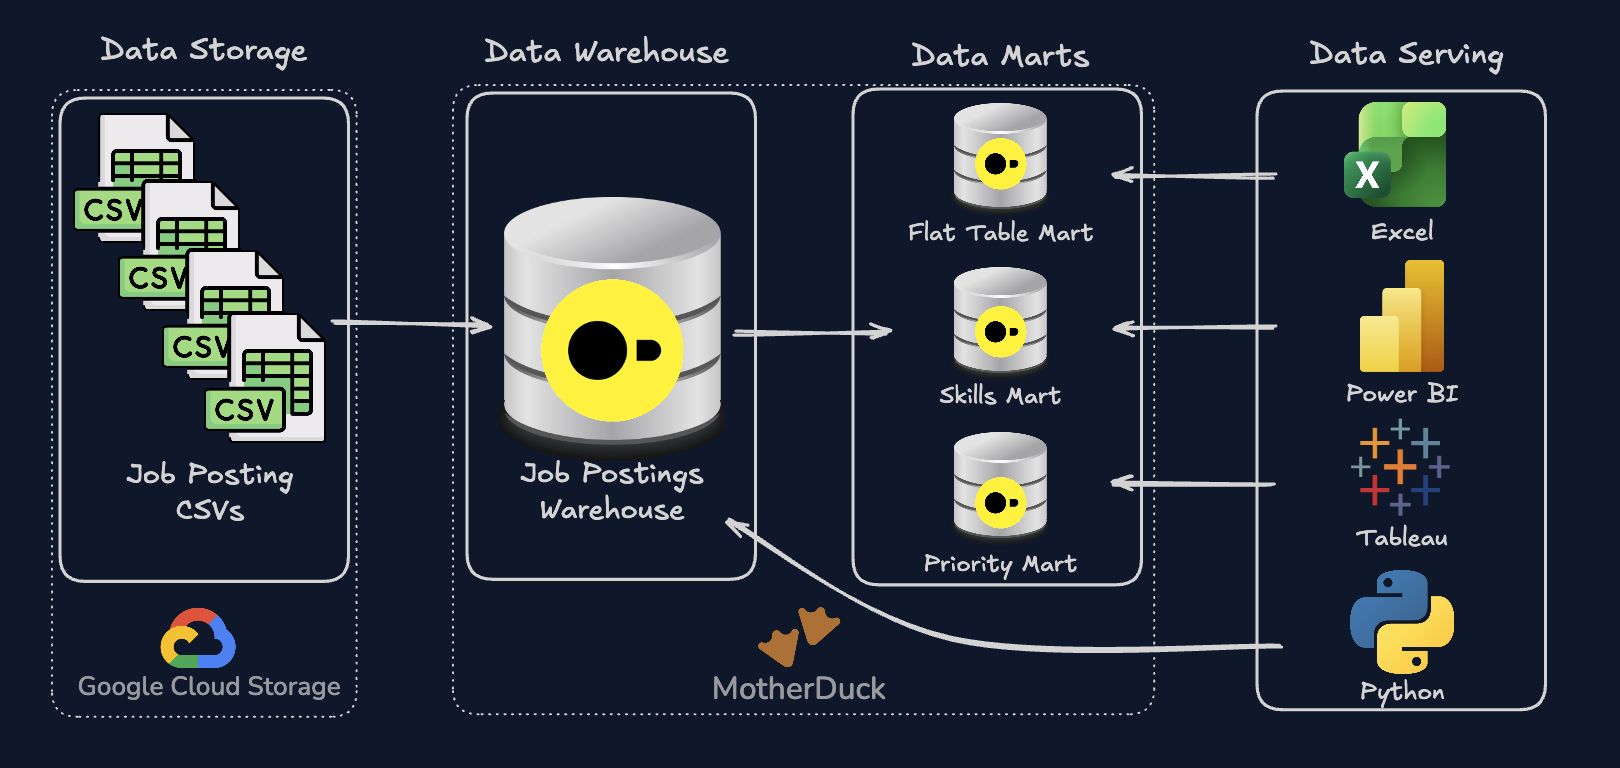 Data Storage
Data Warehouse
Data Marts
Data Serving
CSV
CSV
CSV
CSV
Job Posting
CSVs
Google Cloud Storage
Job Postings
Warehouse
Flat Table Mart
Skills Mart
Priority Mart
MotherDuck
X
Excel
Power BI
Tableau
Python